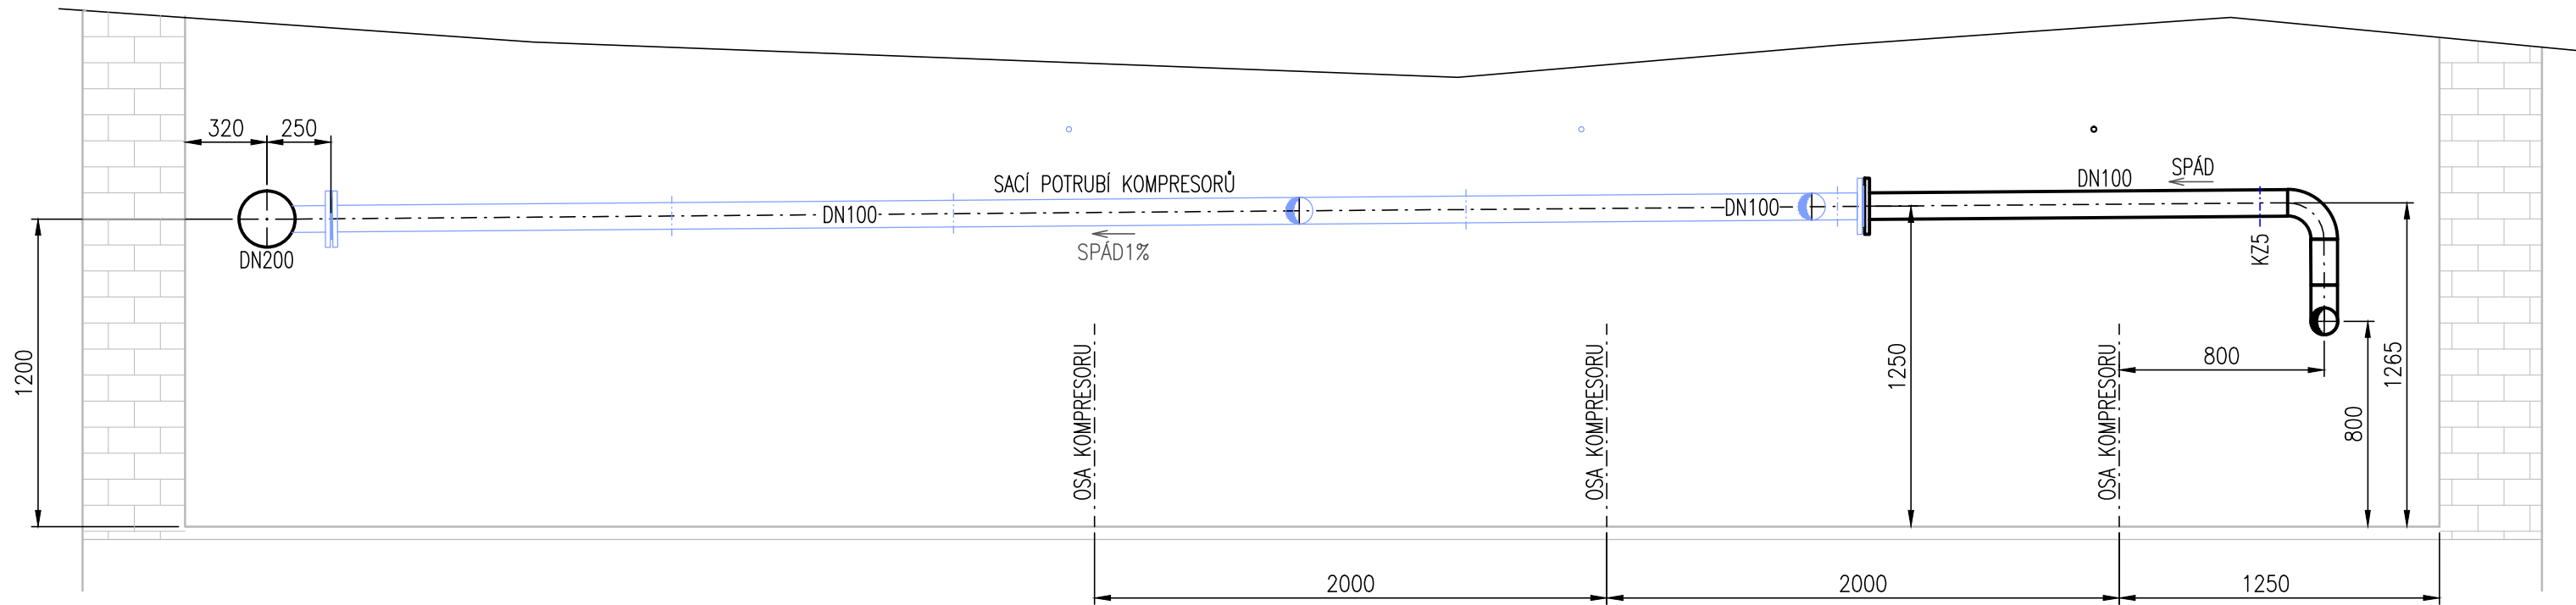 320
250
SACÍ POTRUBÍ KOMPRESORŮ
DN100
SPÁD
DN100
DN100
DN200
SPÁD1%
KZ5
1200
OSA KOMPRESORU
OSA KOMPRESORU
1250
OSA KOMPRESORU
800
800
1265
2000
2000
1250